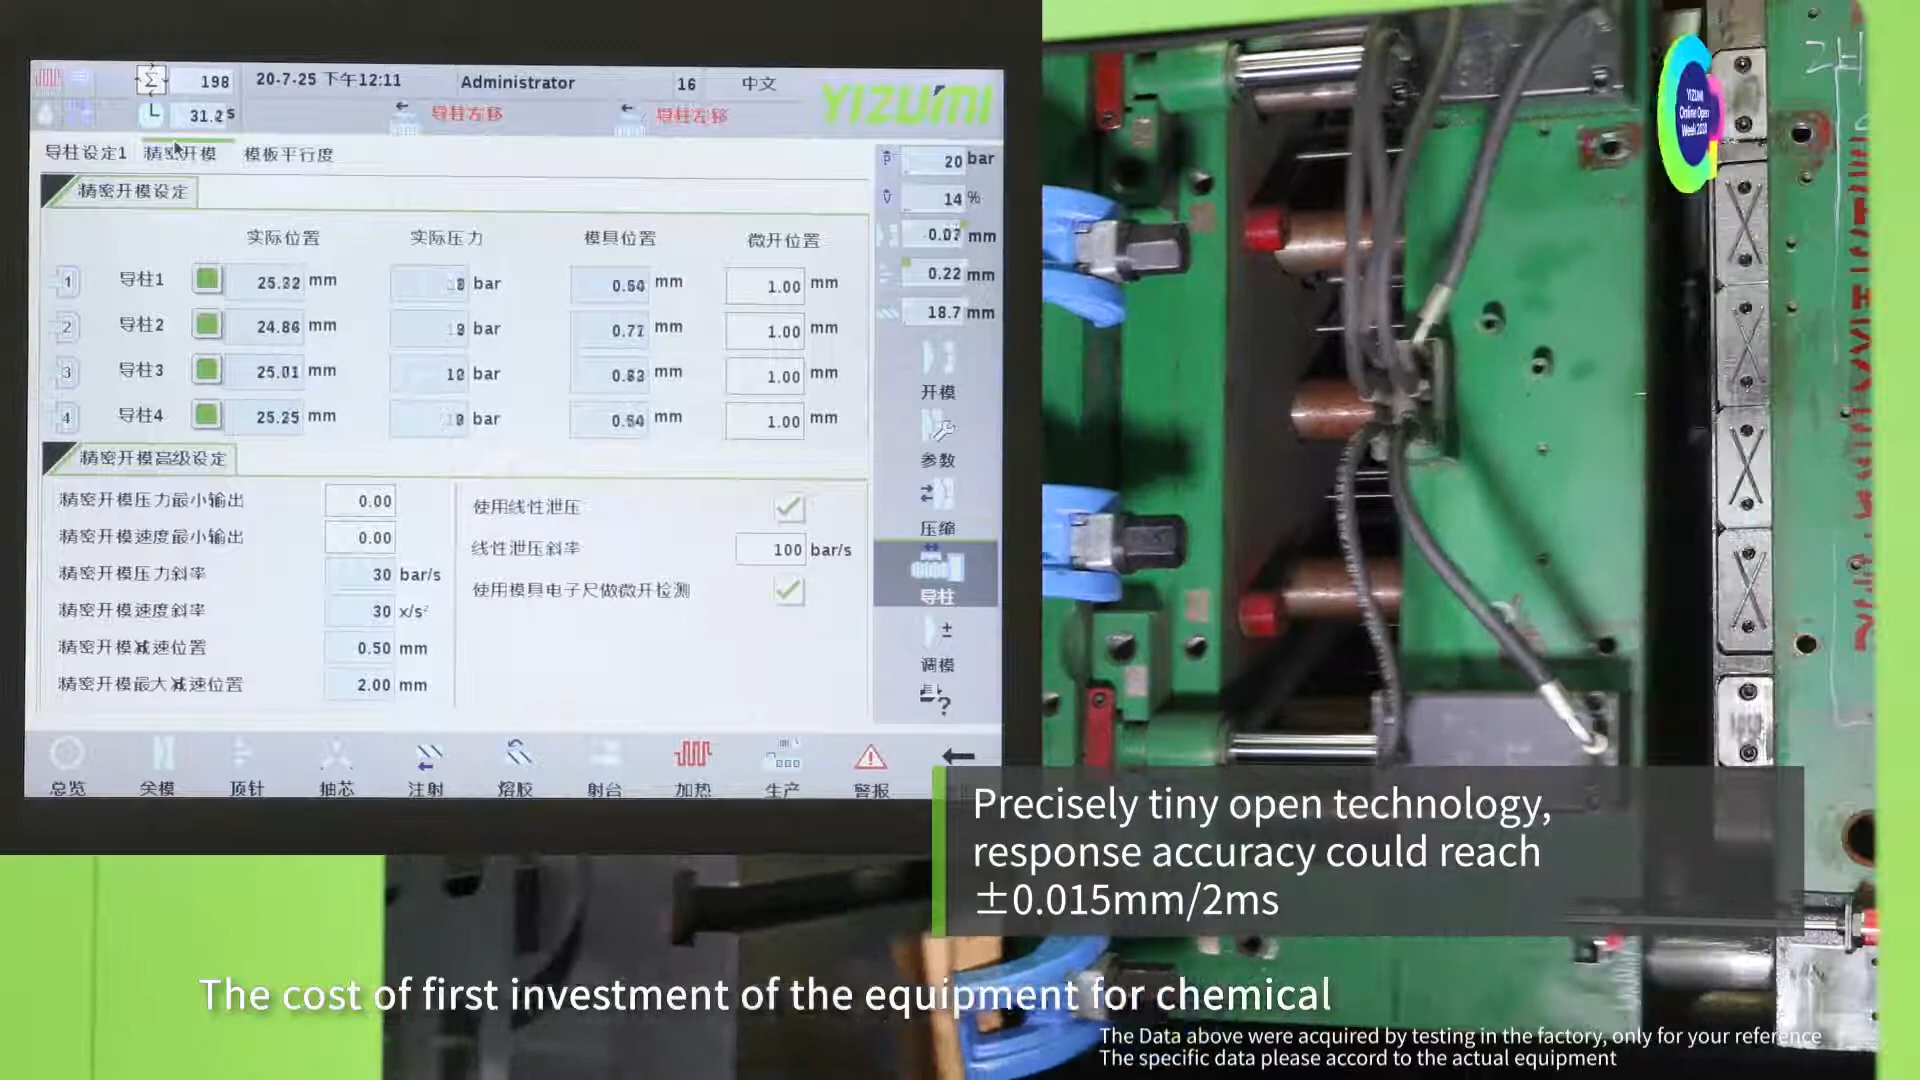 198 20-7-25 下午12:11 Administrator 16 中文 YIZUMI
31.2s 导柱左移 导柱左移
导柱设定1 精密开模 模板平行度
精密开模设定
实际位置 实际压力 模具位置 微开位置
1 导柱1 mm bar mm 1.00 mm
2 导柱2 24.86 mm bar mm 1.00 mm
3 导柱3 25.01 mm bar mm 1.00 mm
4 导柱4 25.25 mm bar mm 1.00 mm
精密开模高级设定
精密开模压力最小输出 0.00
精密开模速度最小输出 0.00
精密开模压力斜率 30 bar/s
精密开模速度斜率 30 x/s²
精密开模减速位置 0.50 mm
精密开模最大减速位置 2.00 mm
使用线性泄压
线性泄压斜率 100 bar/s
使用模具电子尺做微开检测
20 bar
14 %
mm
0.22 mm
18.7 mm
开模
参数
压缩
导柱
调模
总览 关模 顶针 抽芯 注射 熔胶 射台 加热 生产 警报
YIZUMI
Online Open
Week 2020
Precisely tiny open technology,
response accuracy could reach
±0.015mm/2ms
The cost of first investment of the equipment for chemical
The Data above were acquired by testing in the factory, only for your reference
The specific data please accord to the actual equipment